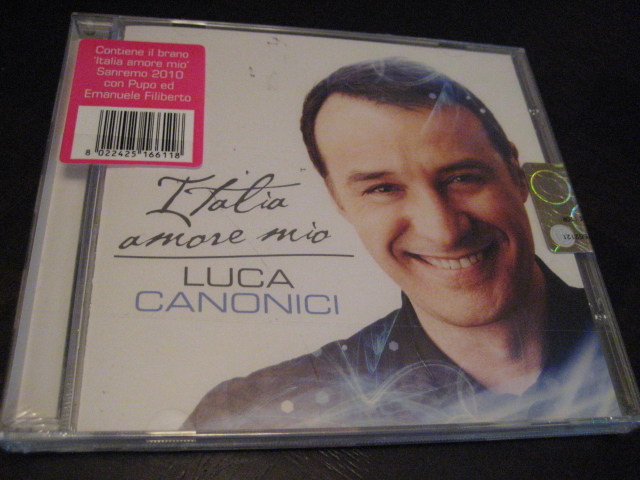 Contiene il brano
'Italia amore mio'
Sanremo 2010
con Pupo ed
Emanuele Filiberto
8 022425 166118
Italia
amore mio
LUCA
CANONICI